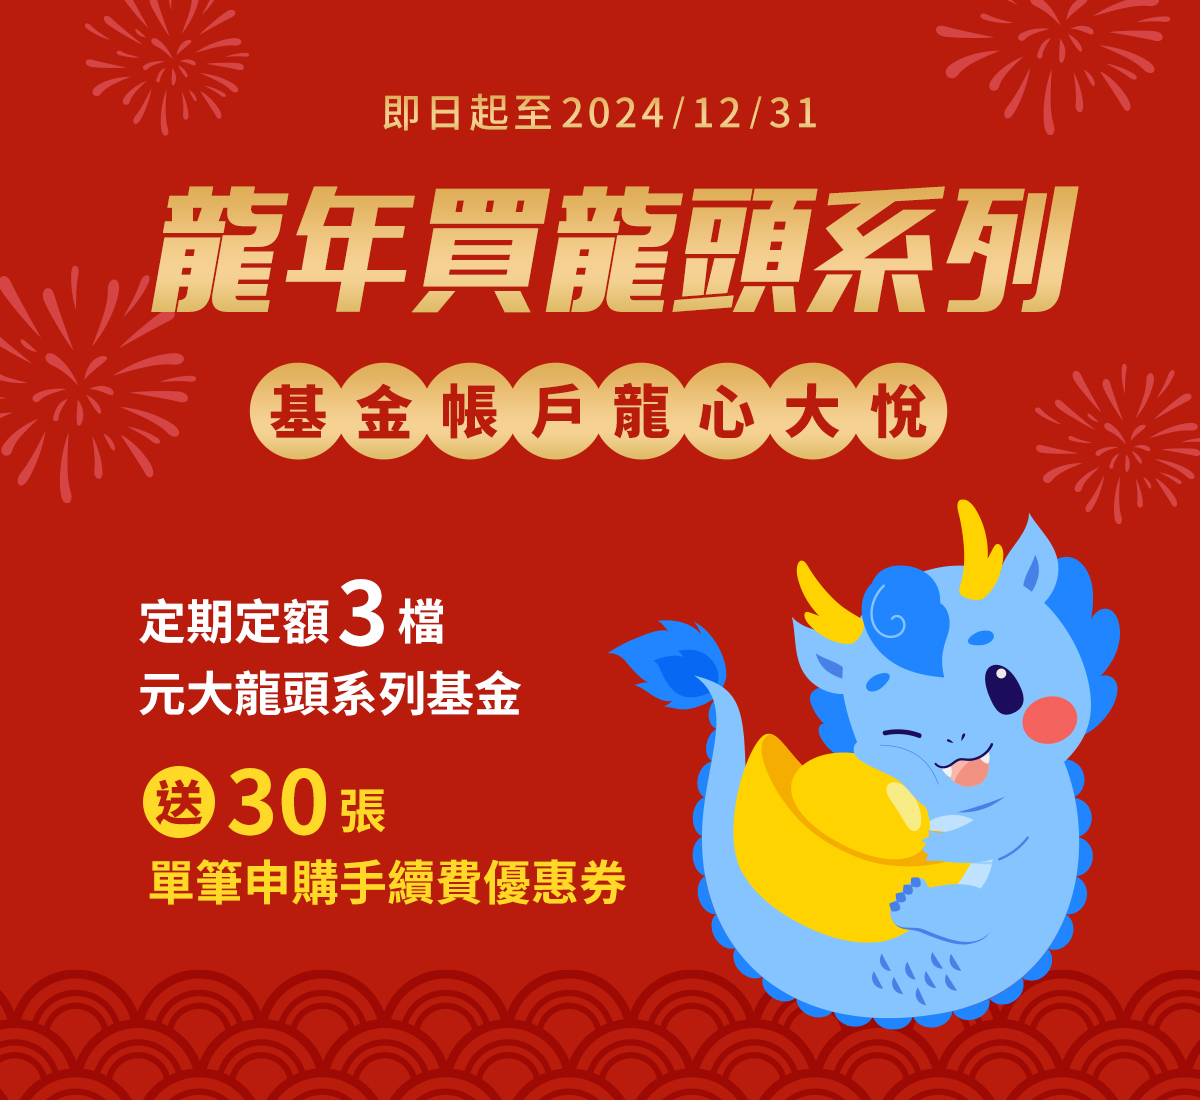 即日起至2024/12/31
龍年買龍頭系列
基金帳戶龍心大悅
定期定額3檔
元大龍頭系列基金
送30張
單筆申購手續費優惠券